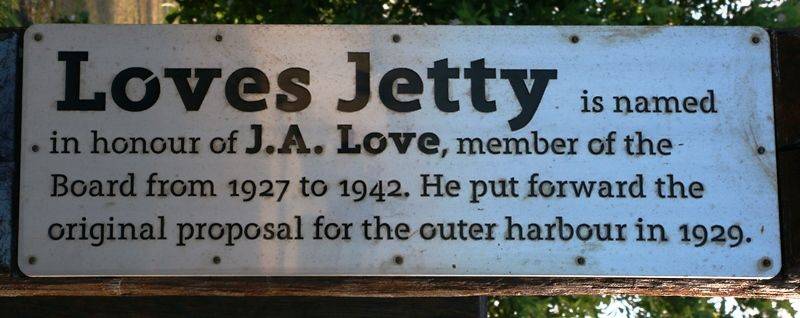 Loves Jetty is named
in honour of J.A. Love, member of the
Board from 1927 to 1942. He put forward the
original proposal for the outer harbour in 1929.